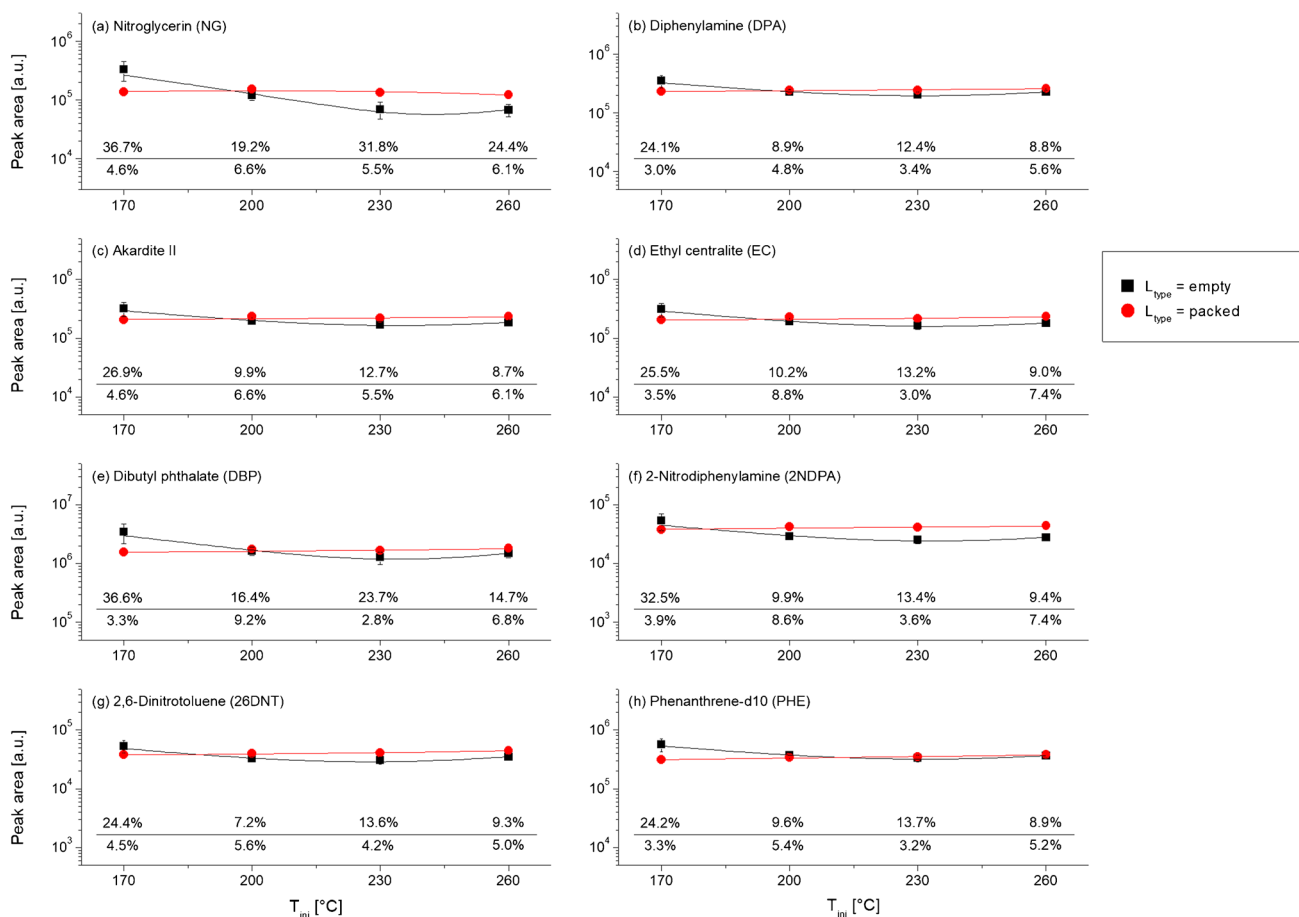 (a) Nitroglycerin (NG)
Peak area [a.u.]
10^6
10^5
10^4
36.7% 19.2% 31.8% 24.4%
4.6% 6.6% 5.5% 6.1%
170 200 230 260
(b) Diphenylamine (DPA)
10^6
10^5
10^4
24.1% 8.9% 12.4% 8.8%
3.0% 4.8% 3.4% 5.6%
170 200 230 260
(c) Akardite II
Peak area [a.u.]
10^6
10^5
10^4
26.9% 9.9% 12.7% 8.7%
4.6% 6.6% 5.5% 6.1%
170 200 230 260
(d) Ethyl centralite (EC)
10^6
10^5
10^4
25.5% 10.2% 13.2% 9.0%
3.5% 8.8% 3.0% 7.4%
170 200 230 260
L_type = empty
L_type = packed
(e) Dibutyl phthalate (DBP)
Peak area [a.u.]
10^7
10^6
10^5
36.6% 16.4% 23.7% 14.7%
3.3% 9.2% 2.8% 6.8%
170 200 230 260
(f) 2-Nitrodiphenylamine (2NDPA)
10^5
10^4
10^3
32.5% 9.9% 13.4% 9.4%
3.9% 8.6% 3.6% 7.4%
170 200 230 260
(g) 2,6-Dinitrotoluene (26DNT)
Peak area [a.u.]
10^5
10^4
10^3
24.4% 7.2% 13.6% 9.3%
4.5% 5.6% 4.2% 5.0%
170 200 230 260
T_inj [°C]
(h) Phenanthrene-d10 (PHE)
10^6
10^5
10^4
24.2% 9.6% 13.7% 8.9%
3.3% 5.4% 3.2% 5.2%
170 200 230 260
T_inj [°C]